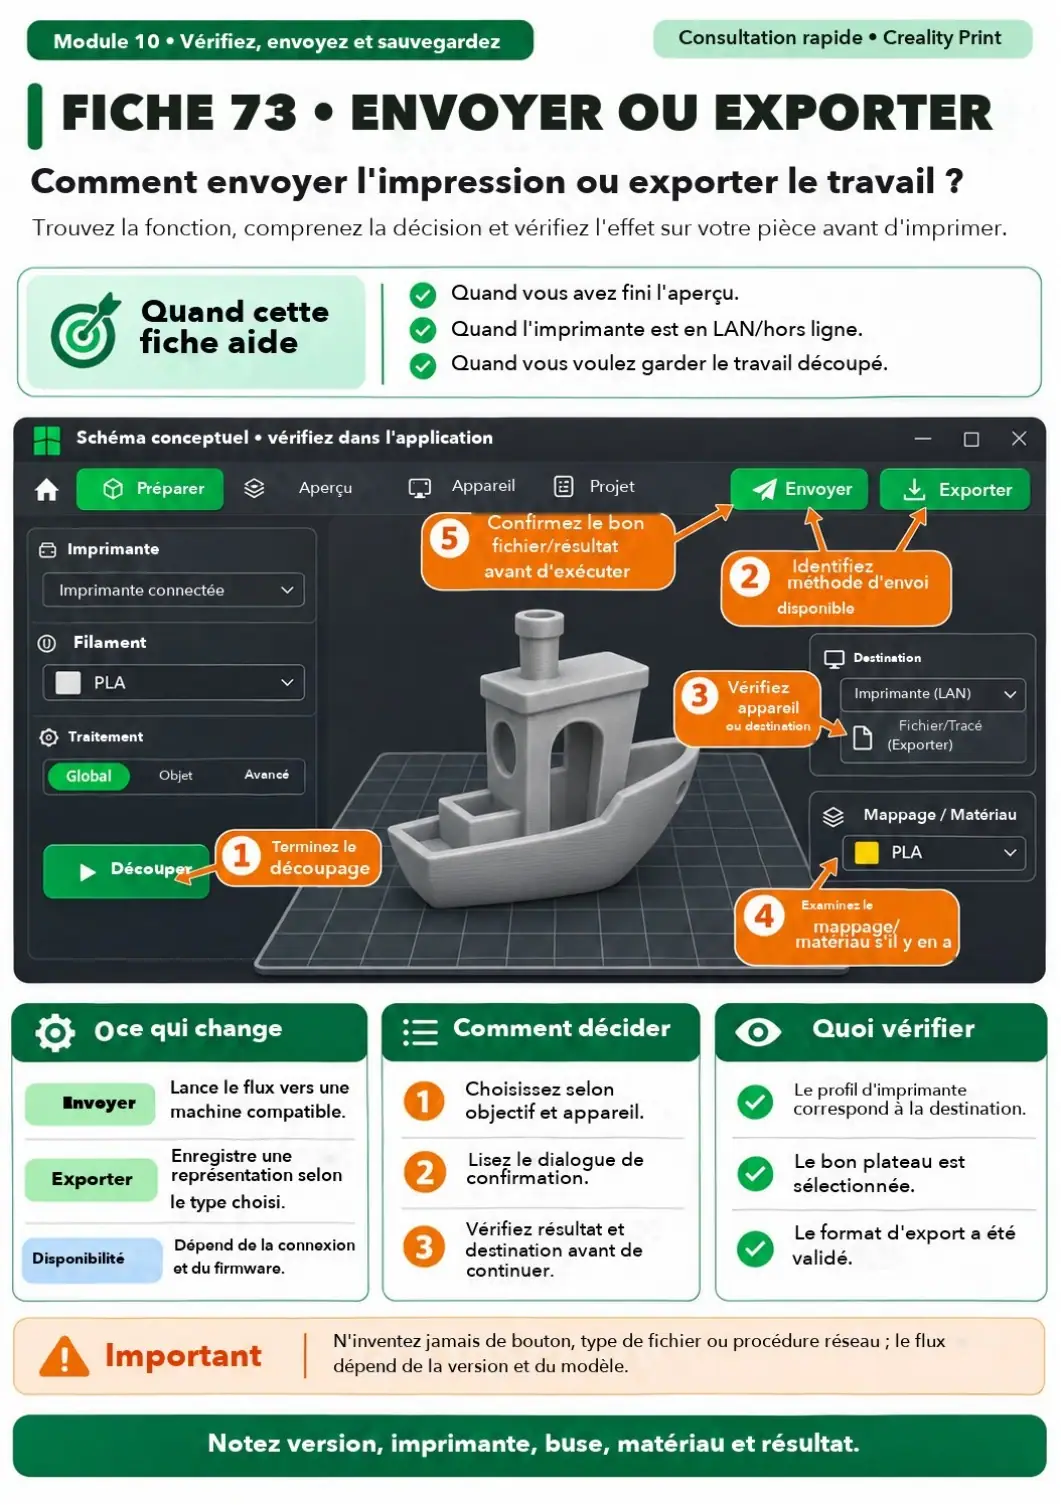 Module 10 • Vérifiez, envoyez et sauvegardez
Consultation rapide • Creality Print
FICHE 73 • ENVOYER OU EXPORTER
Comment envoyer l'impression ou exporter le travail ?
Trouvez la fonction, comprenez la décision et vérifiez l'effet sur votre pièce avant d'imprimer.
Quand cette
fiche aide
Quand vous avez fini l'aperçu.
Quand l'imprimante est en LAN/hors ligne.
Quand vous voulez garder le travail découpé.
Schéma conceptuel • vérifiez dans l'application
Préparer
Aperçu
Appareil
Projet
Envoyer
Exporter
5
Confirmez le bon
fichier/résultat
avant d'exécuter
2
Identifiez
méthode d'envoi
disponible
Imprimante
Imprimante connectée
Filament
PLA
Traitement
Global
Objet
Avancé
Découper
1
Terminez le
découpage
3
Vérifiez
appareil
ou destination
Destination
Imprimante (LAN)
Fichier/Tracé
(Exporter)
Mappage / Matériau
PLA
4
Examinez le
mappage/
matériau s'il y en a
Oce qui change
Envoyer
Lance le flux vers une
machine compatible.
Exporter
Enregistre une
représentation selon
le type choisi.
Disponibilité
Dépend de la connexion
et du firmware.
Comment décider
1
Choisissez selon
objectif et appareil.
2
Lisez le dialogue de
confirmation.
3
Vérifiez résultat et
destination avant de
continuer.
Quoi vérifier
Le profil d'imprimante
correspond à la destination.
Le bon plateau est
sélectionnée.
Le format d'export a été
validé.
Important
N'inventez jamais de bouton, type de fichier ou procédure réseau ; le flux
dépend de la version et du modèle.
Notez version, imprimante, buse, matériau et résultat.